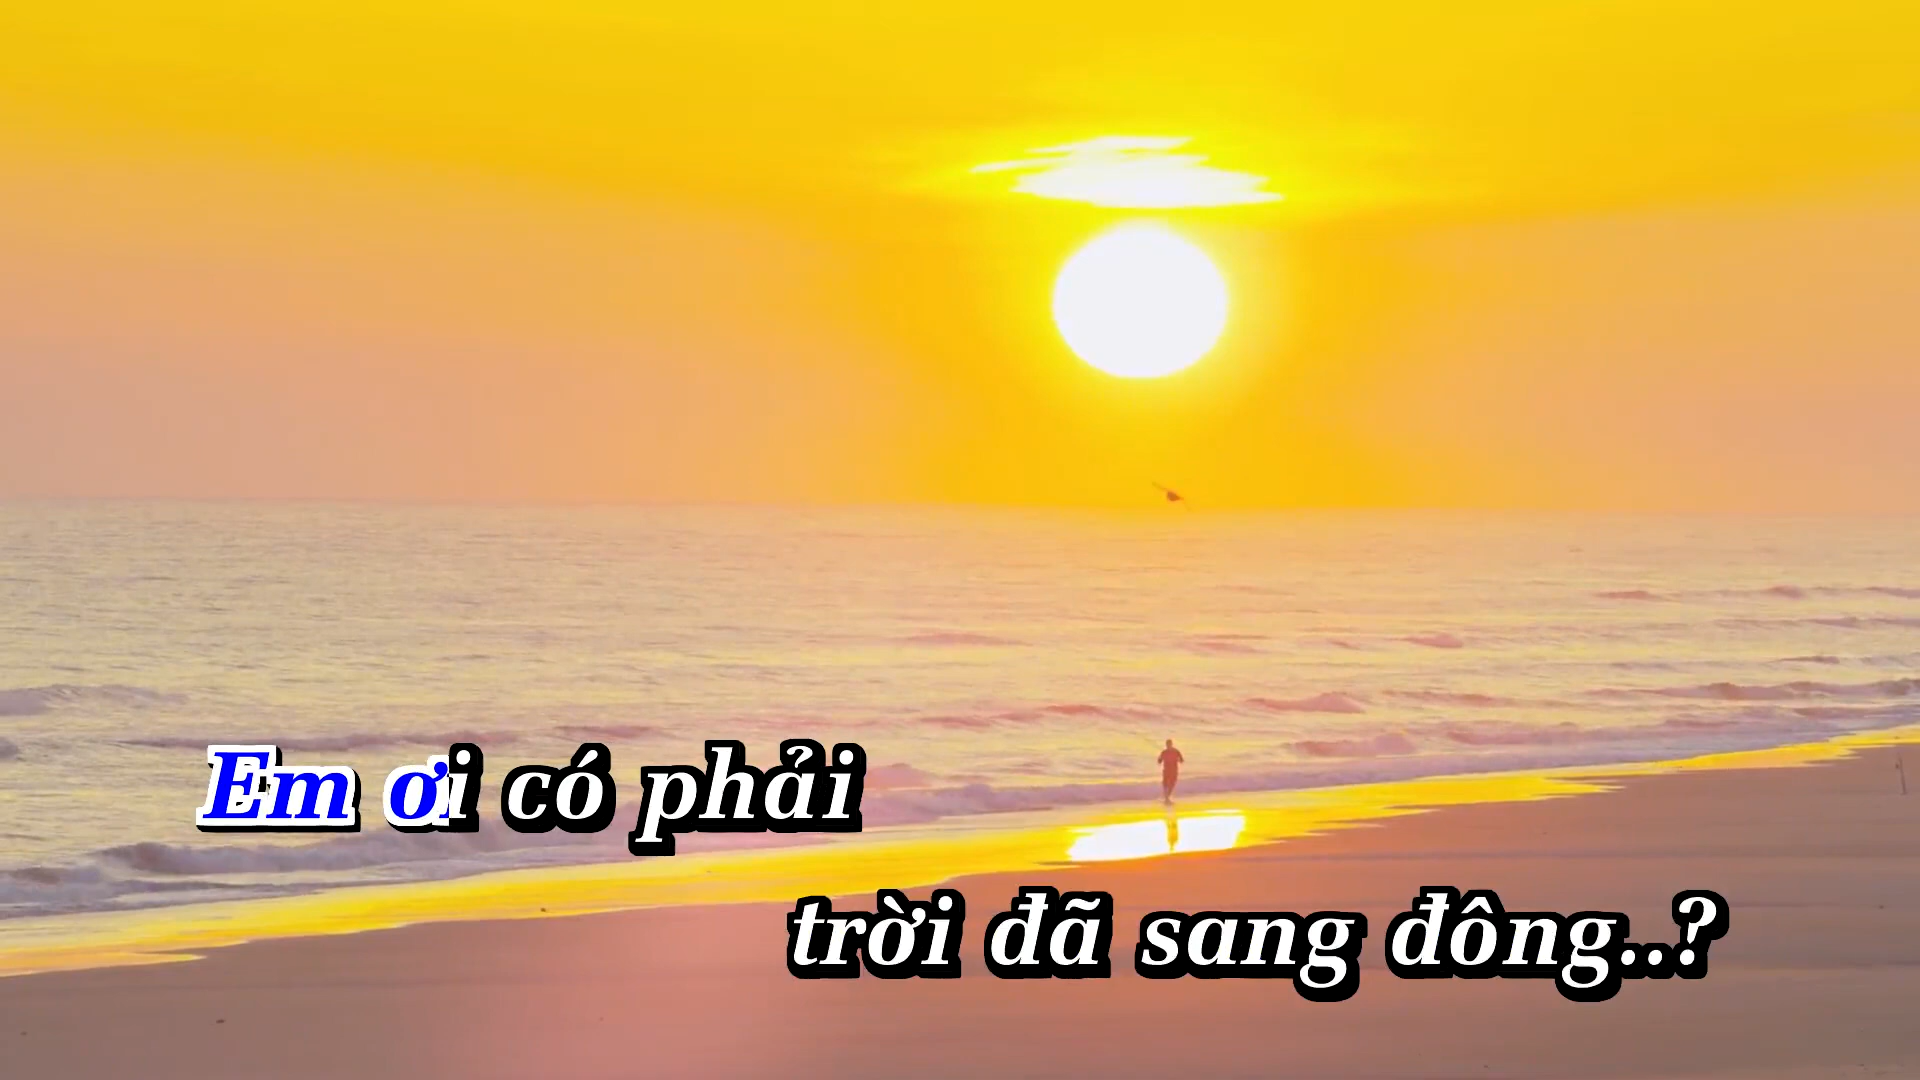 Em ơi có phải
trời đã sang đông..?